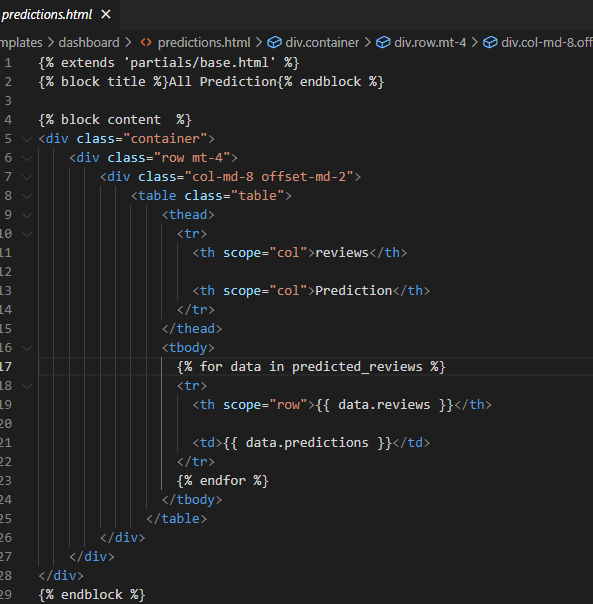 predictions.html ×
mplates > dashboard > <> predictions.html > div.container > div.row.mt-4 > div.col-md-8.off
1 {% extends 'partials/base.html' %}
2 {% block title %}All Prediction{% endblock %}
3
4 {% block content  %}
5 <div class="container">
6 <div class="row mt-4">
7 <div class="col-md-8 offset-md-2">
8 <table class="table">
9 <thead>
10 <tr>
11 <th scope="col">reviews</th>
12
13 <th scope="col">Prediction</th>
14 </tr>
15 </thead>
16 <tbody>
17 {% for data in predicted_reviews %}
18 <tr>
19 <th scope="row">{{ data.reviews }}</th>
20
21 <td>{{ data.predictions }}</td>
22 </tr>
23 {% endfor %}
24 </tbody>
25 </table>
26 </div>
27 </div>
28 </div>
29 {% endblock %}